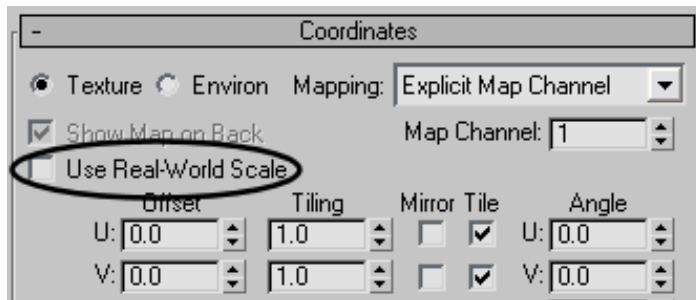 - Coordinates
Texture Environ Mapping: Explicit Map Channel
Show Map on Back Map Channel: 1
Use Real-World Scale
Offset Tiling Mirror Tile Angle
U: 0.0 1.0 U: 0.0
V: 0.0 1.0 V: 0.0